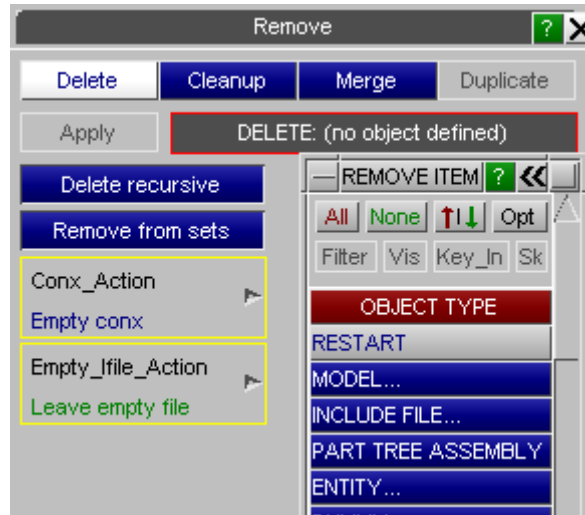 Remove ? X
Delete Cleanup Merge Duplicate
Apply DELETE: (no object defined)
Delete recursive
Remove from sets
Conx_Action
Empty conx
Empty_Ifile_Action
Leave empty file
REMOVE ITEM ?
All None Opt
Filter Vis Key_In Sk
OBJECT TYPE
RESTART
MODEL...
INCLUDE FILE...
PART TREE ASSEMBLY
ENTITY...